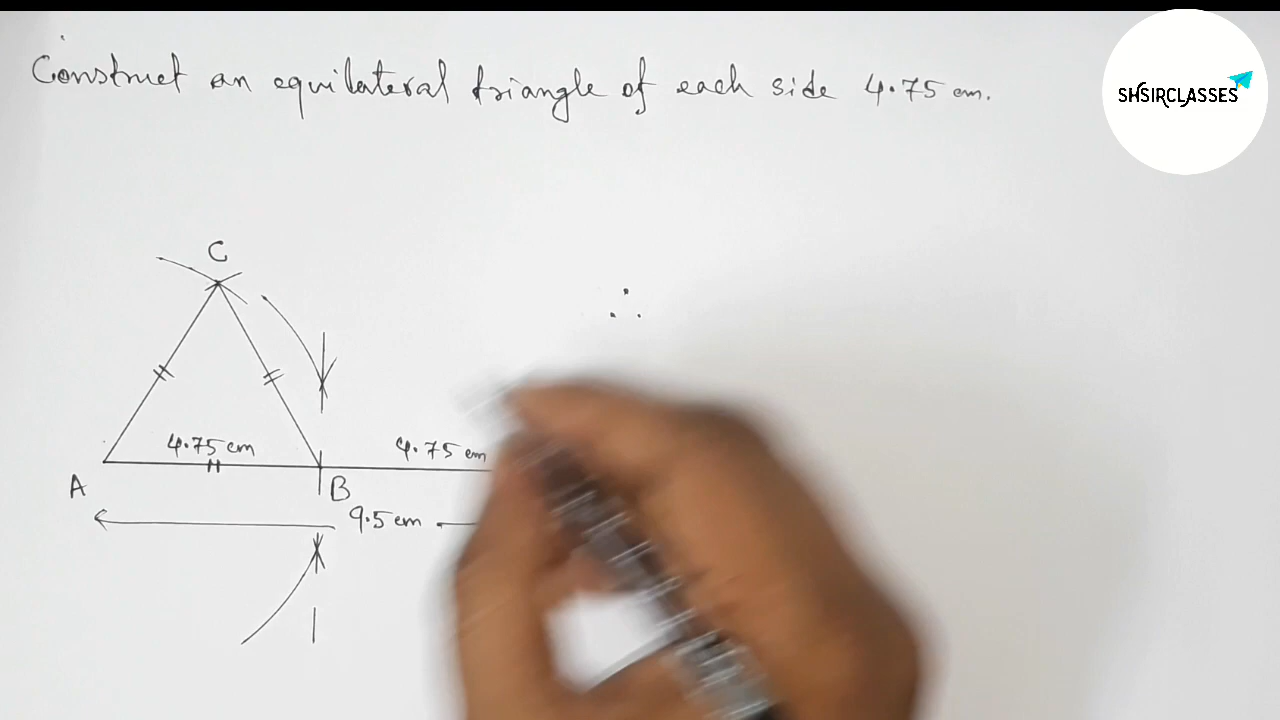 Construct an equilateral triangle of each side 4.75 cm.
SHSIRCLASSES
C
4.75 cm
4.75 cm
A
B
9.5 cm